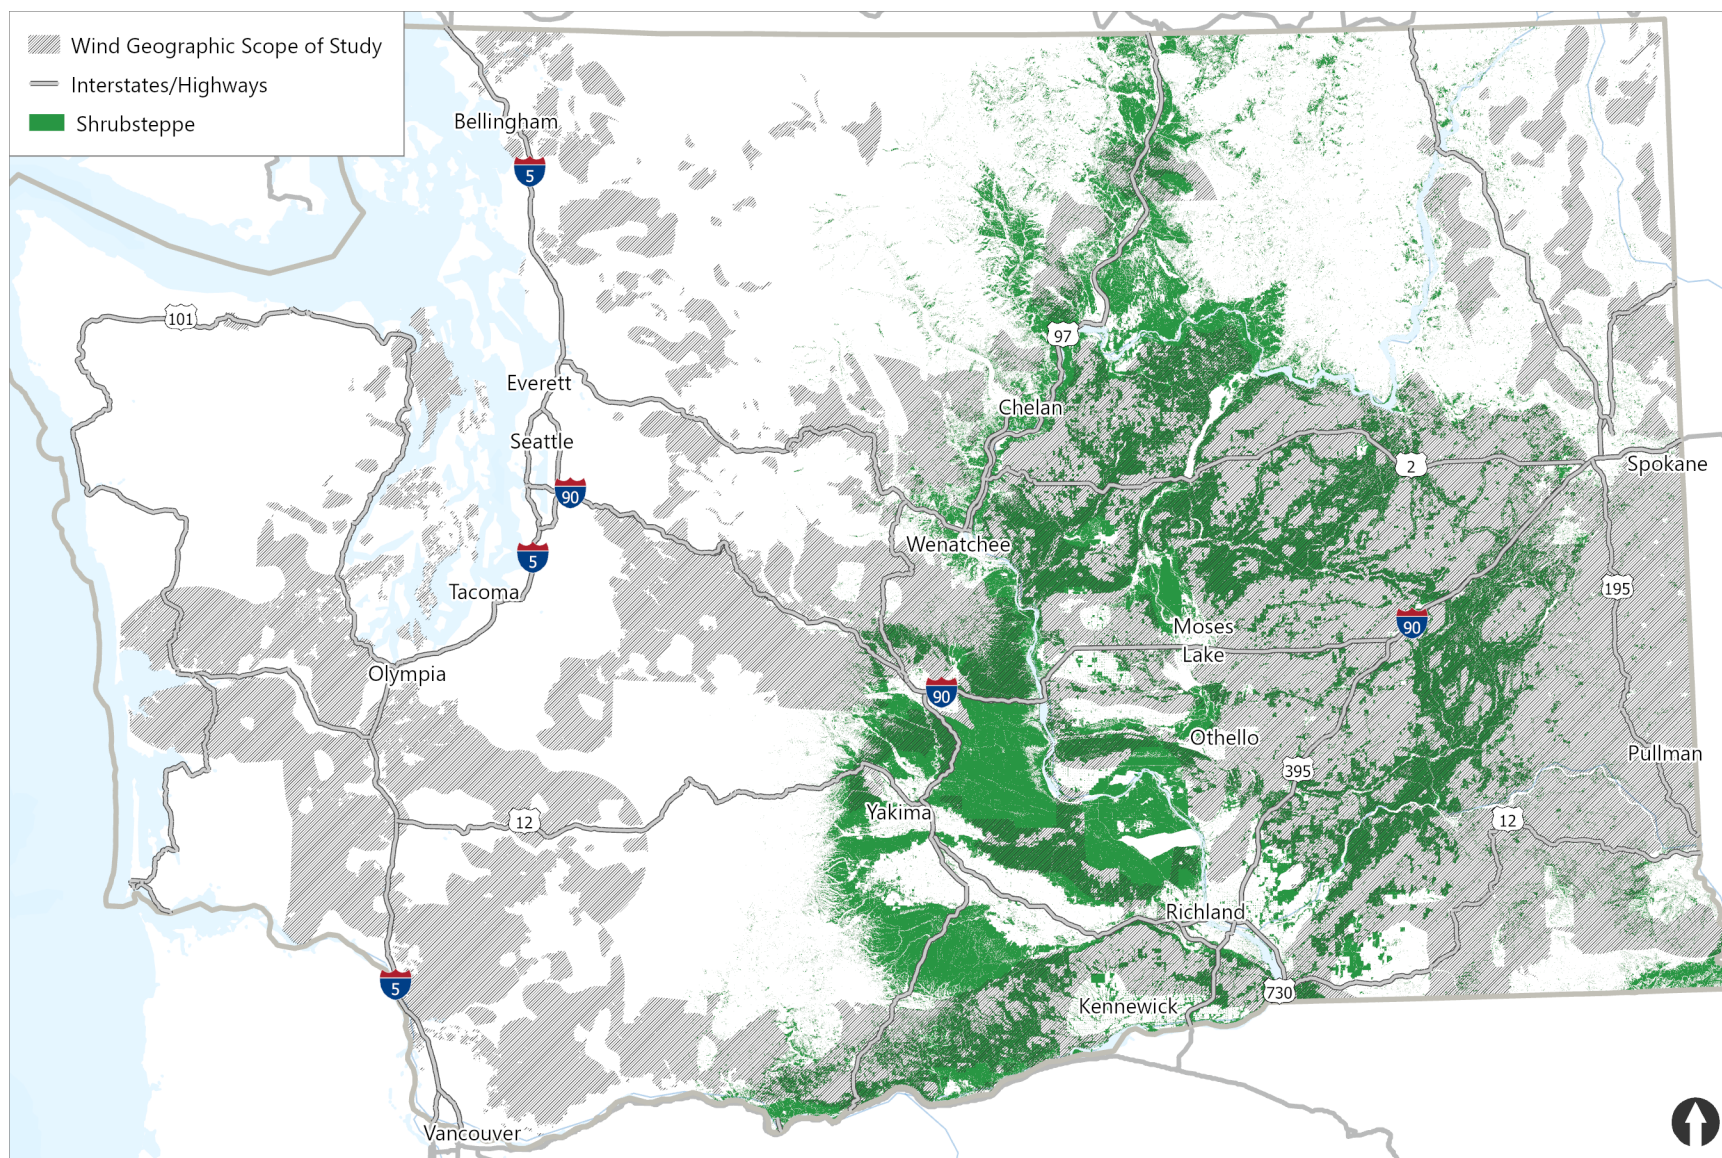 Wind Geographic Scope of Study
Interstates/Highways
Shrubsteppe
Bellingham
5
101
97
Everett
Chelan
Seattle
2
Spokane
90
Wenatchee
5
Tacoma
195
90
Moses
Lake
Olympia
90
Othello
Pullman
395
Yakima
12
12
Richland
5
730
Kennewick
Vancouver